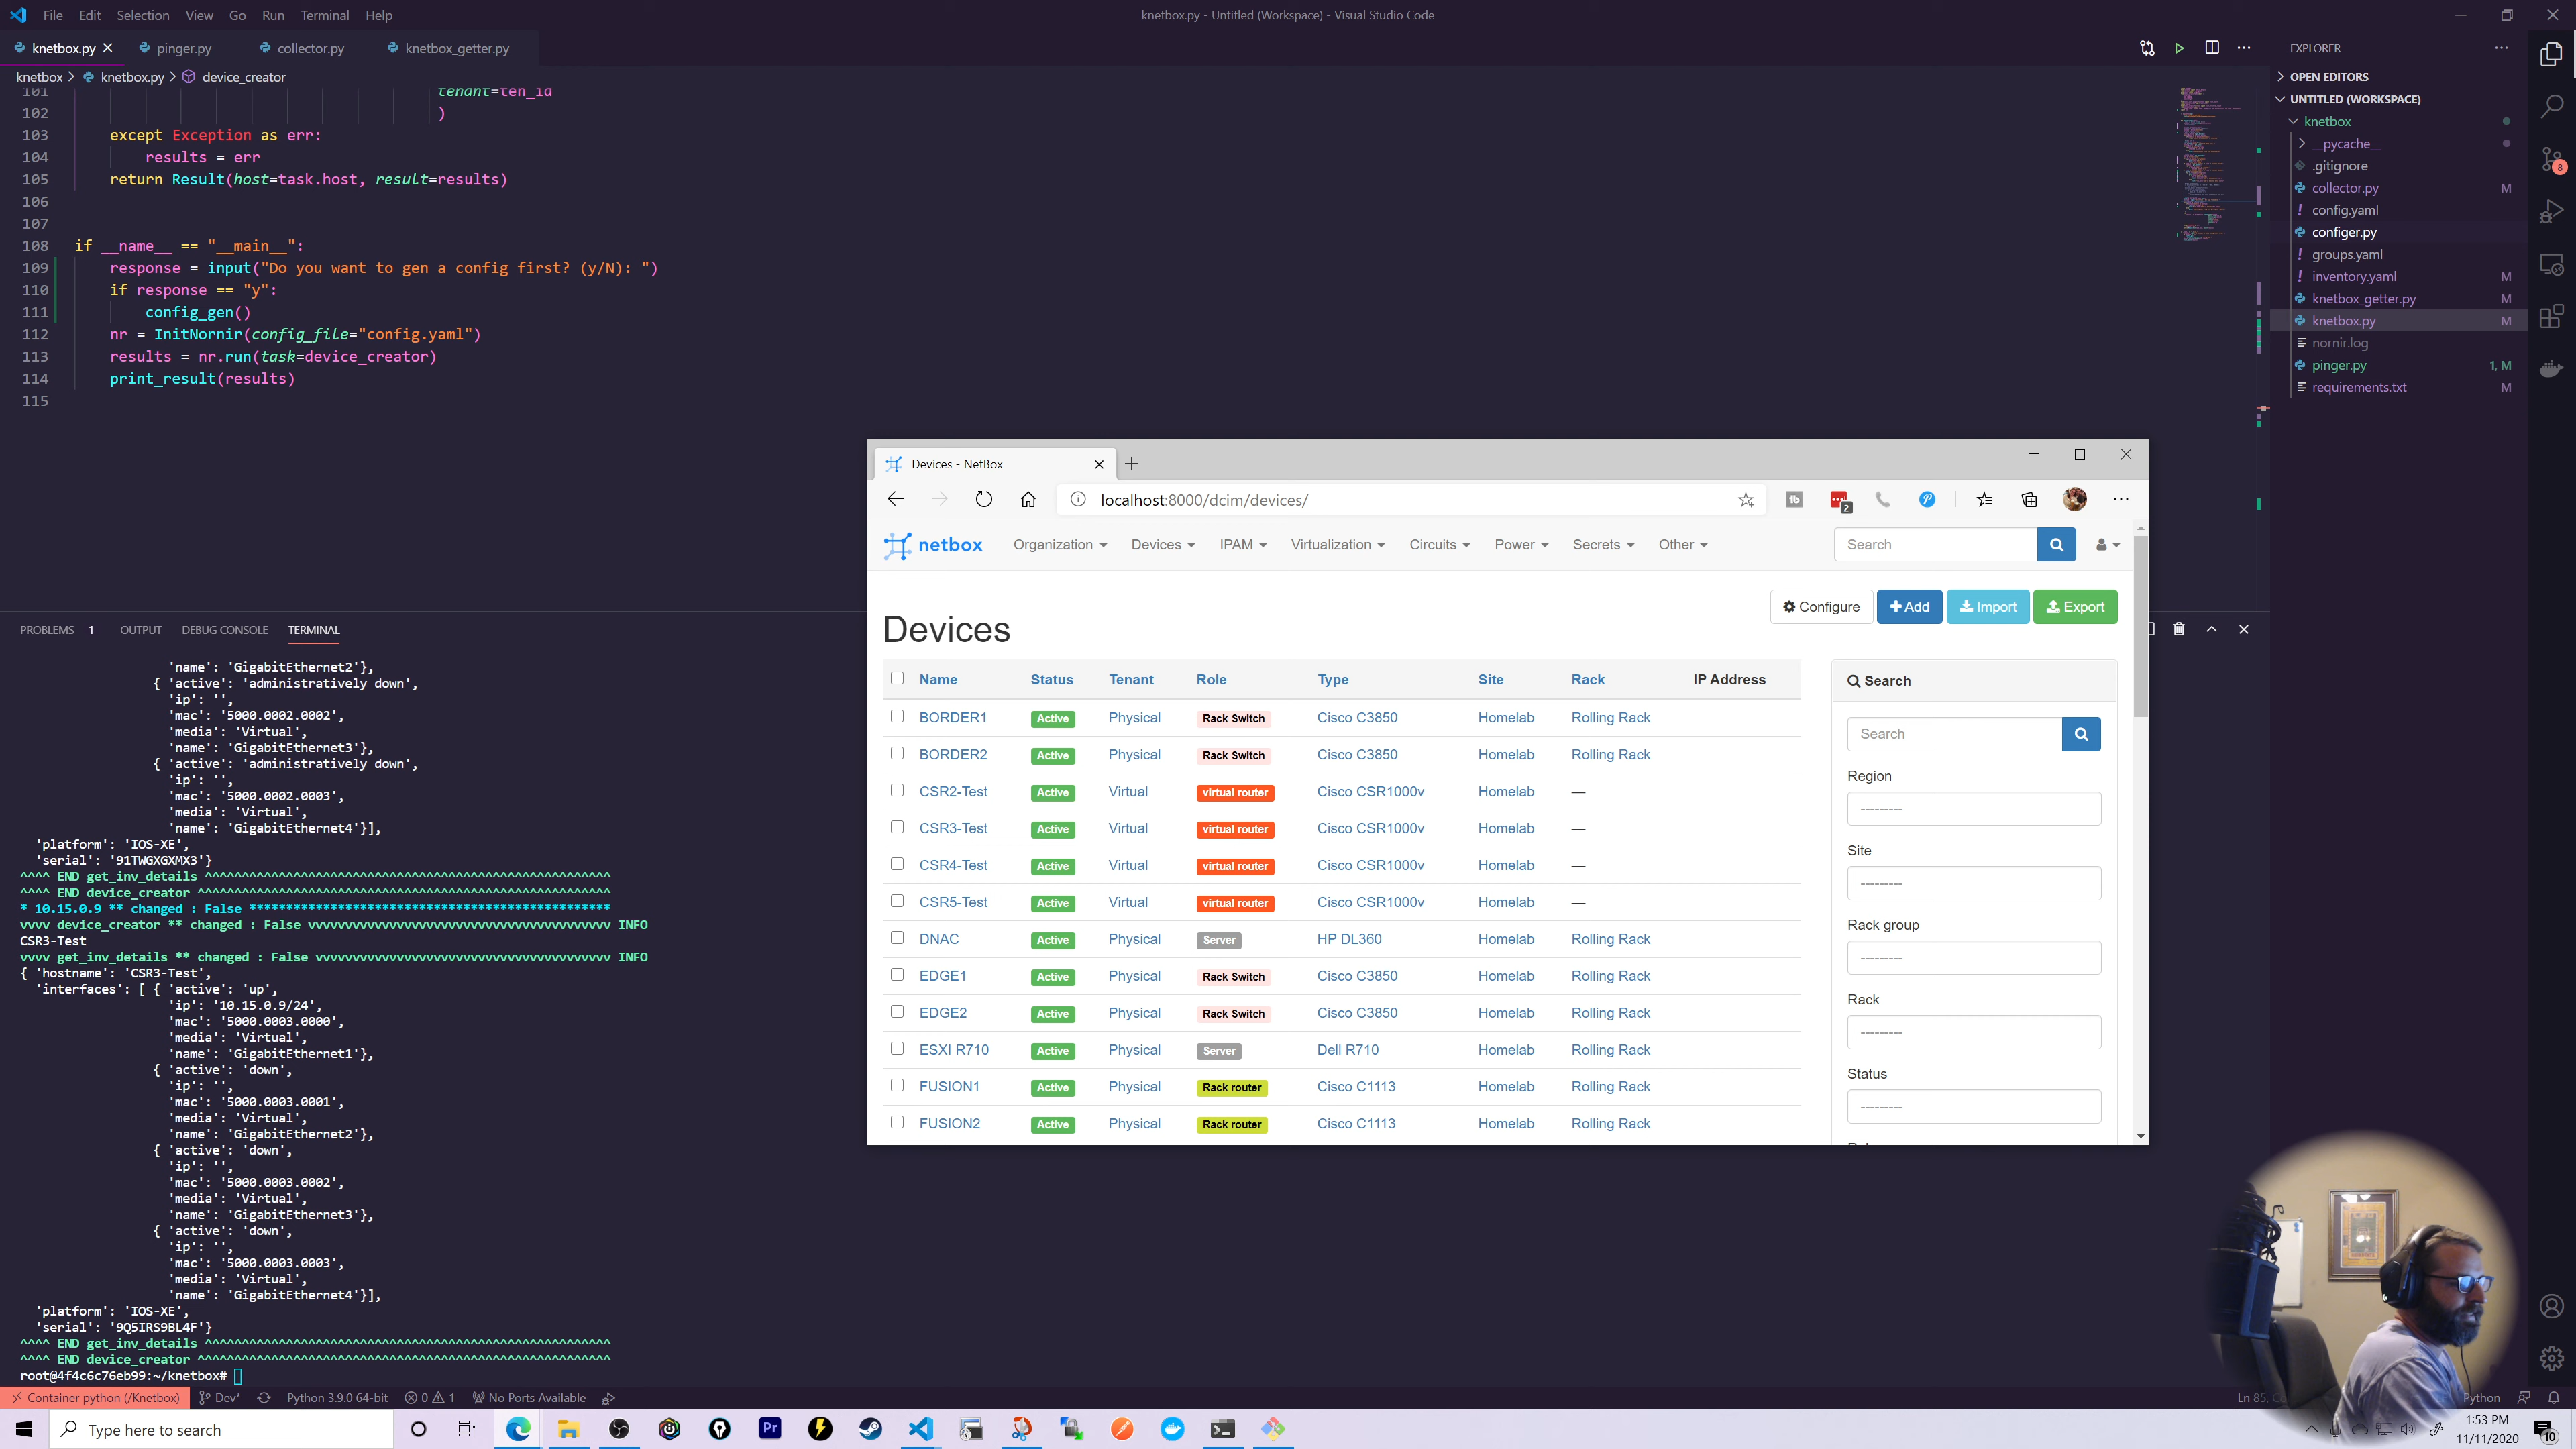 File Edit Selection View Go Run Terminal Help
knetbox.py - Untitled (Workspace) - Visual Studio Code
knetbox.py pinger.py collector.py knetbox_getter.py
knetbox > knetbox.py > device_creator
101 tenant=ten_id
102 )
103 except Exception as err:
104 results = err
105 return Result(host=task.host, result=results)
106
107
108 if __name__ == "__main__":
109 response = input("Do you want to gen a config first? (y/N): ")
110 if response == "y":
111 config_gen()
112 nr = InitNornir(config_file="config.yaml")
113 results = nr.run(task=device_creator)
114 print_result(results)
115
EXPLORER
OPEN EDITORS
UNTITLED (WORKSPACE)
knetbox
__pycache__
.gitignore
collector.py M
config.yaml
configer.py
groups.yaml
inventory.yaml M
knetbox_getter.py M
knetbox.py M
nornir.log
pinger.py 1, M
requirements.txt M
8
PROBLEMS 1 OUTPUT DEBUG CONSOLE TERMINAL
'name': 'GigabitEthernet2'},
{ 'active': 'administratively down',
'ip': '',
'mac': '5000.0002.0002',
'media': 'Virtual',
'name': 'GigabitEthernet3'},
{ 'active': 'administratively down',
'ip': '',
'mac': '5000.0002.0003',
'media': 'Virtual',
'name': 'GigabitEthernet4'}],
'platform': 'IOS-XE',
'serial': '91TWGXGXMX3'}
^^^^ END get_inv_details ^^^^^^^^^^^^^^^^^^^^^^^^^^^^^^^^^^^^^^^^^^^^^^^^^^^^^^^
^^^^ END device_creator ^^^^^^^^^^^^^^^^^^^^^^^^^^^^^^^^^^^^^^^^^^^^^^^^^^^^^^^^
* 10.15.0.9 ** changed : False *************************************************
vvvv device_creator ** changed : False vvvvvvvvvvvvvvvvvvvvvvvvvvvvvvvvvvvvvvvvv INFO
CSR3-Test
vvvv get_inv_details ** changed : False vvvvvvvvvvvvvvvvvvvvvvvvvvvvvvvvvvvvvvvv INFO
{ 'hostname': 'CSR3-Test',
'interfaces': [ { 'active': 'up',
'ip': '10.15.0.9/24',
'mac': '5000.0003.0000',
'media': 'Virtual',
'name': 'GigabitEthernet1'},
{ 'active': 'down',
'ip': '',
'mac': '5000.0003.0001',
'media': 'Virtual',
'name': 'GigabitEthernet2'},
{ 'active': 'down',
'ip': '',
'mac': '5000.0003.0002',
'media': 'Virtual',
'name': 'GigabitEthernet3'},
{ 'active': 'down',
'ip': '',
'mac': '5000.0003.0003',
'media': 'Virtual',
'name': 'GigabitEthernet4'}],
'platform': 'IOS-XE',
'serial': '9Q5IRS9BL4F'}
^^^^ END get_inv_details ^^^^^^^^^^^^^^^^^^^^^^^^^^^^^^^^^^^^^^^^^^^^^^^^^^^^^^^
^^^^ END device_creator ^^^^^^^^^^^^^^^^^^^^^^^^^^^^^^^^^^^^^^^^^^^^^^^^^^^^^^^^
root@4f4c6c76eb99:~/knetbox#
Devices - NetBox
localhost:8000/dcim/devices/
2
netbox Organization Devices IPAM Virtualization Circuits Power Secrets Other Search
Configure Add Import Export
Devices
Name Status Tenant Role Type Site Rack IP Address
BORDER1 Active Physical Rack Switch Cisco C3850 Homelab Rolling Rack
BORDER2 Active Physical Rack Switch Cisco C3850 Homelab Rolling Rack
CSR2-Test Active Virtual virtual router Cisco CSR1000v Homelab —
CSR3-Test Active Virtual virtual router Cisco CSR1000v Homelab —
CSR4-Test Active Virtual virtual router Cisco CSR1000v Homelab —
CSR5-Test Active Virtual virtual router Cisco CSR1000v Homelab —
DNAC Active Physical Server HP DL360 Homelab Rolling Rack
EDGE1 Active Physical Rack Switch Cisco C3850 Homelab Rolling Rack
EDGE2 Active Physical Rack Switch Cisco C3850 Homelab Rolling Rack
ESXI R710 Active Physical Server Dell R710 Homelab Rolling Rack
FUSION1 Active Physical Rack router Cisco C1113 Homelab Rolling Rack
FUSION2 Active Physical Rack router Cisco C1113 Homelab Rolling Rack
Search
Search
Region
---------
Site
---------
Rack group
---------
Rack
---------
Status
---------
Container python (/Knetbox) Dev* Python 3.9.0 64-bit 0 1 No Ports Available
Ln 85, Python
Type here to search
Pr
1:53 PM
11/11/2020
10